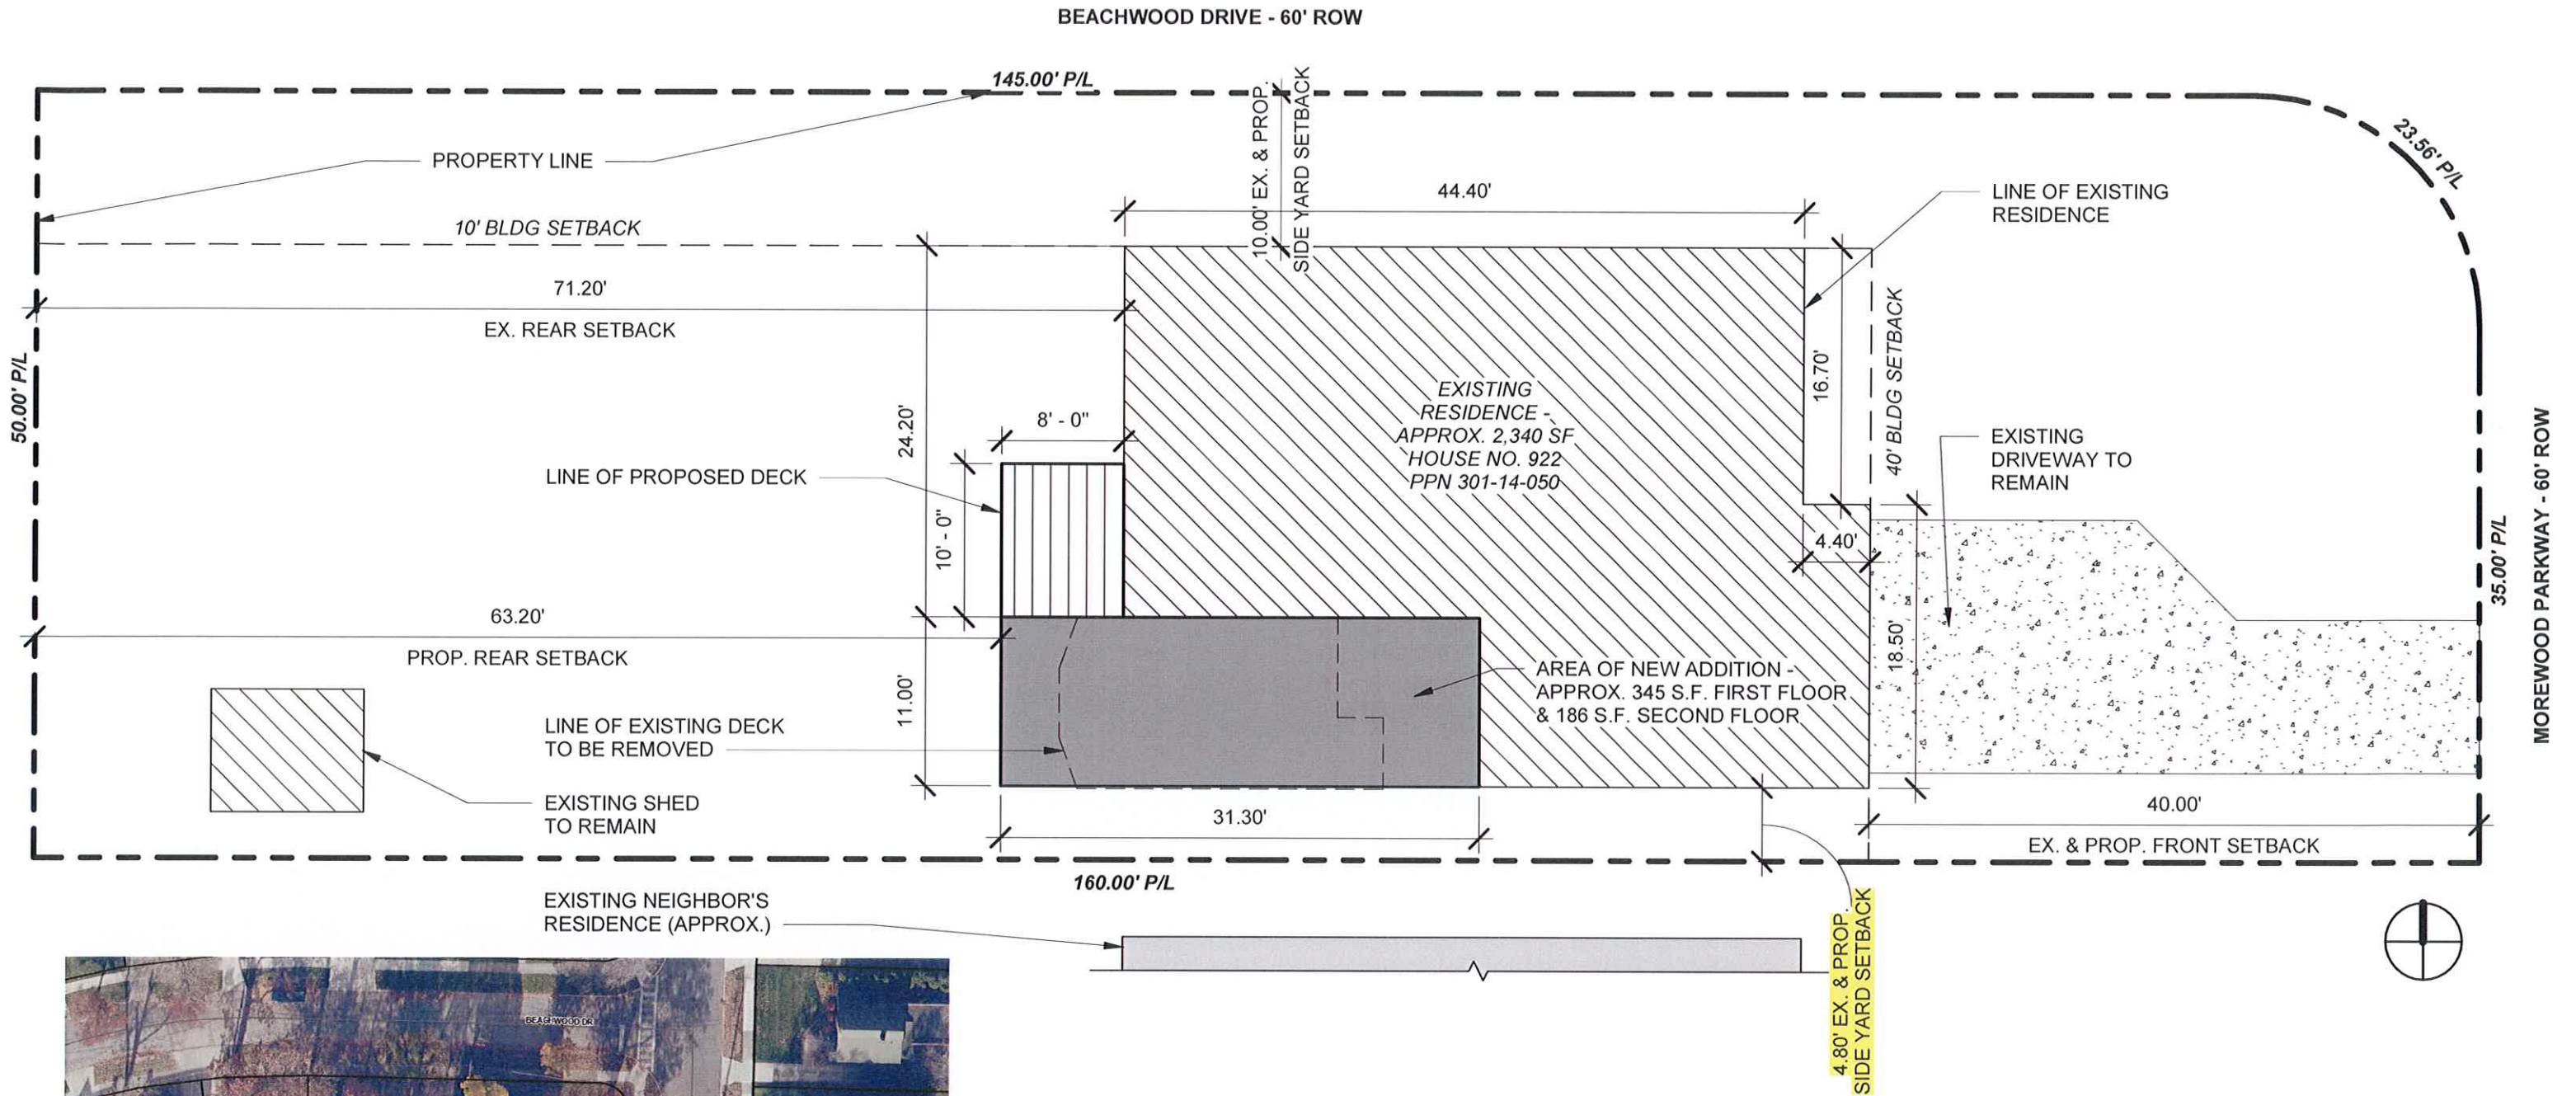 BEACHWOOD DRIVE - 60' ROW
145.00' P/L
10.00' EX. & PROP.
SIDE YARD SETBACK
23.56' P/L
PROPERTY LINE
44.40'
LINE OF EXISTING
RESIDENCE
10' BLDG SETBACK
71.20'
EX. REAR SETBACK
50.00' P/L
24.20'
8' - 0"
LINE OF PROPOSED DECK
10' - 0"
EXISTING
RESIDENCE -
APPROX. 2,340 SF
HOUSE NO. 922
PPN 301-14-050
16.70'
40' BLDG SETBACK
EXISTING
DRIVEWAY TO
REMAIN
4.40'
35.00' P/L
MOREWOOD PARKWAY - 60' ROW
63.20'
PROP. REAR SETBACK
11.00'
18.50'
AREA OF NEW ADDITION -
APPROX. 345 S.F. FIRST FLOOR
& 186 S.F. SECOND FLOOR
LINE OF EXISTING DECK
TO BE REMOVED
EXISTING SHED
TO REMAIN
31.30'
40.00'
EX. & PROP. FRONT SETBACK
160.00' P/L
EXISTING NEIGHBOR'S
RESIDENCE (APPROX.)
4.80' EX. & PROP.
SIDE YARD SETBACK
BEACHWOOD DR